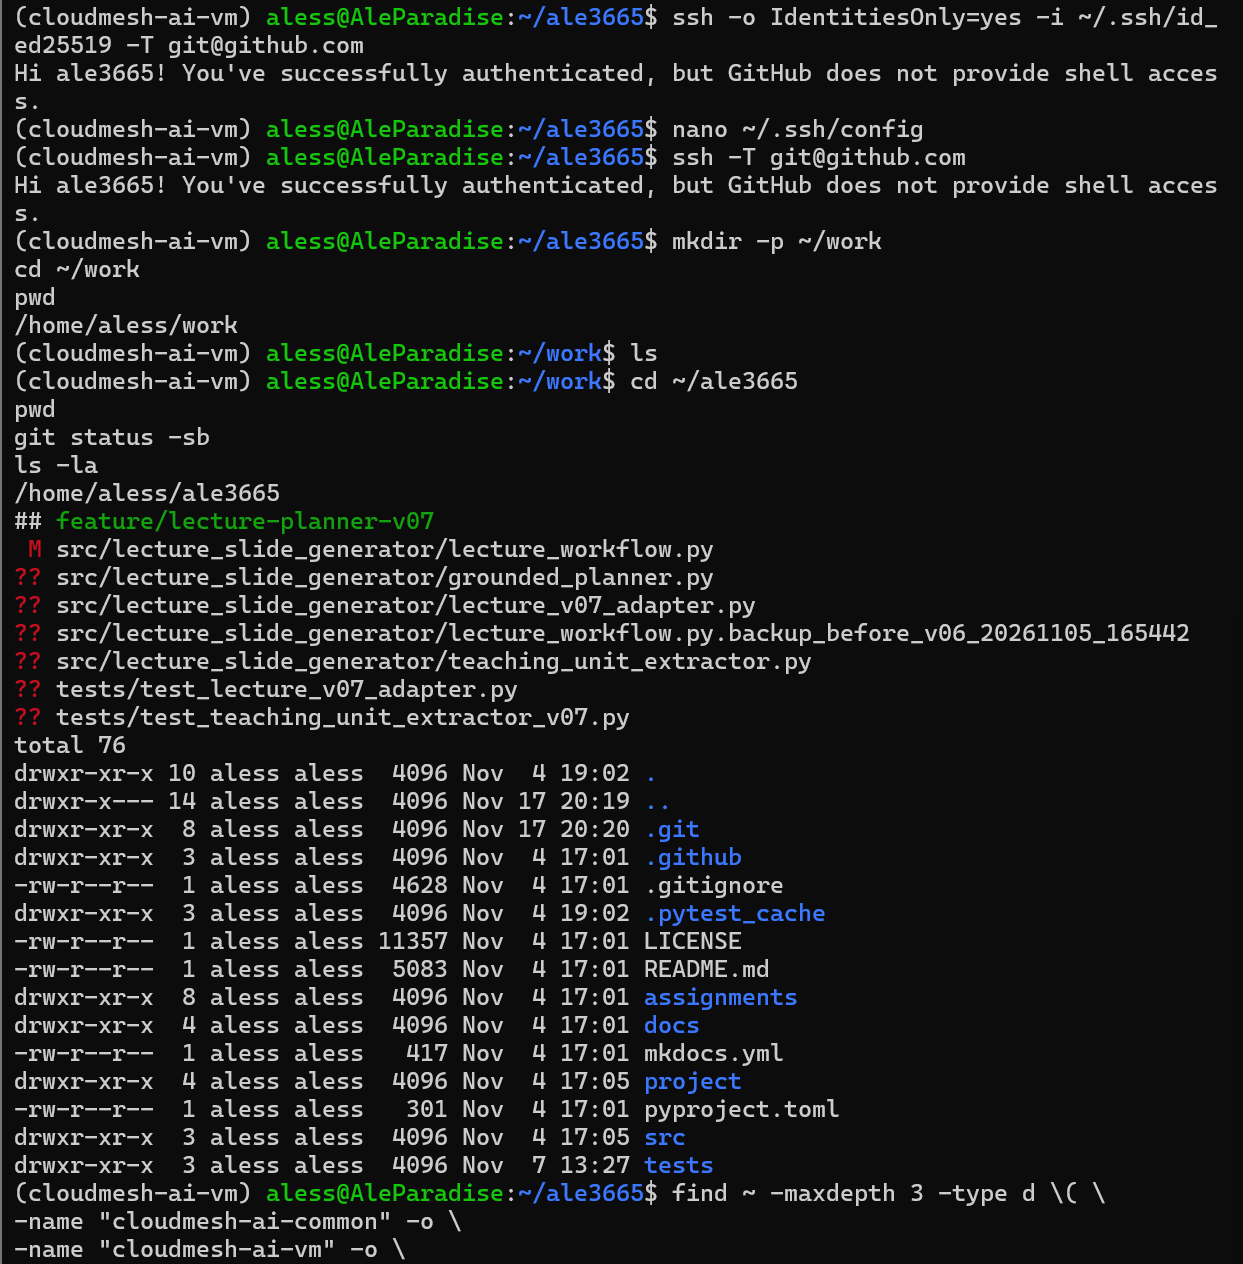 (cloudmesh-ai-vm) aless@AleParadise:~/ale3665$ ssh -o IdentitiesOnly=yes -i ~/.ssh/id_
ed25519 -T git@github.com
Hi ale3665! You've successfully authenticated, but GitHub does not provide shell acces
s.
(cloudmesh-ai-vm) aless@AleParadise:~/ale3665$ nano ~/.ssh/config
(cloudmesh-ai-vm) aless@AleParadise:~/ale3665$ ssh -T git@github.com
Hi ale3665! You've successfully authenticated, but GitHub does not provide shell acces
s.
(cloudmesh-ai-vm) aless@AleParadise:~/ale3665$ mkdir -p ~/work
cd ~/work
pwd
/home/aless/work
(cloudmesh-ai-vm) aless@AleParadise:~/work$ ls
(cloudmesh-ai-vm) aless@AleParadise:~/work$ cd ~/ale3665
pwd
git status -sb
ls -la
/home/aless/ale3665
## feature/lecture-planner-v07
 M src/lecture_slide_generator/lecture_workflow.py
?? src/lecture_slide_generator/grounded_planner.py
?? src/lecture_slide_generator/lecture_v07_adapter.py
?? src/lecture_slide_generator/lecture_workflow.py.backup_before_v06_20261105_165442
?? src/lecture_slide_generator/teaching_unit_extractor.py
?? tests/test_lecture_v07_adapter.py
?? tests/test_teaching_unit_extractor_v07.py
total 76
drwxr-xr-x 10 aless aless  4096 Nov  4 19:02 .
drwxr-x--- 14 aless aless  4096 Nov 17 20:19 ..
drwxr-xr-x  8 aless aless  4096 Nov 17 20:20 .git
drwxr-xr-x  3 aless aless  4096 Nov  4 17:01 .github
-rw-r--r--  1 aless aless  4628 Nov  4 17:01 .gitignore
drwxr-xr-x  3 aless aless  4096 Nov  4 19:02 .pytest_cache
-rw-r--r--  1 aless aless 11357 Nov  4 17:01 LICENSE
-rw-r--r--  1 aless aless  5083 Nov  4 17:01 README.md
drwxr-xr-x  8 aless aless  4096 Nov  4 17:01 assignments
drwxr-xr-x  4 aless aless  4096 Nov  4 17:01 docs
-rw-r--r--  1 aless aless   417 Nov  4 17:01 mkdocs.yml
drwxr-xr-x  4 aless aless  4096 Nov  4 17:05 project
-rw-r--r--  1 aless aless   301 Nov  4 17:01 pyproject.toml
drwxr-xr-x  3 aless aless  4096 Nov  4 17:05 src
drwxr-xr-x  3 aless aless  4096 Nov  7 13:27 tests
(cloudmesh-ai-vm) aless@AleParadise:~/ale3665$ find ~ -maxdepth 3 -type d \( \
-name "cloudmesh-ai-common" -o \
-name "cloudmesh-ai-vm" -o \